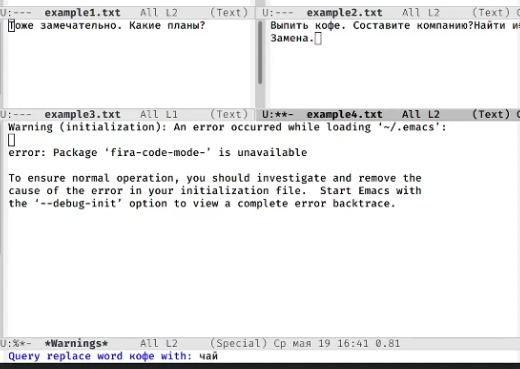 U:---  example1.txt   All L2   (Text)
U:---  example2.txt   All L2   (Text)
Тоже замечательно. Какие планы?
Выпить кофе. Составите компанию?Найти и
Замена.
U:---  example3.txt   All L1   (Text)
U:**-  example4.txt   All L2   (Text)
Warning (initialization): An error occurred while loading ‘~/.emacs’:
error: Package ‘fira-code-mode-’ is unavailable
To ensure normal operation, you should investigate and remove the
cause of the error in your initialization file.  Start Emacs with
the ‘--debug-init’ option to view a complete error backtrace.
U:%*-  *Warnings*   All L2   (Special) Ср мая 19 16:41 0.81
Query replace word кофе with: чай